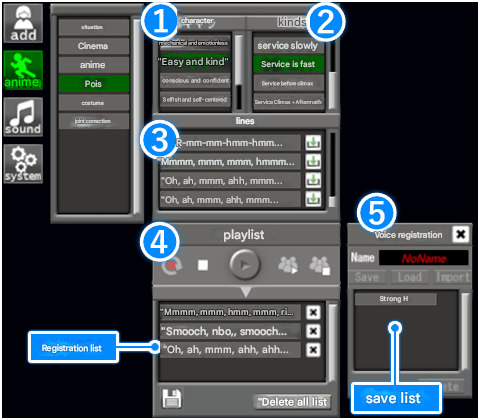 add
anime
sound
system
situation
Cinema
anime
Pois
costume
joint correction
1
character
mechanical and emotionless
"Easy and kind"
conscious and confident
Selfish and self-centered
2
kinds
service slowly
Service is fast
Service before climax
Service Climax + Aftermath
lines
3
R-mm-mm-hmm-hmm...
"Mmmm, mmm, mmm, hmmm...
"Oh, ah, mmm, ahh, mmm...
"Oh, ah, mmm, ahh, mmm...
4
playlist
"Mmmm, mmm, hmm, mmm, ri...
"Smooch, nbo,, smooch...
"Oh, ah, mmm, ahh, ahh...
Registration list
"Delete all list
5
Voice registration
Name
NoName
Save
Load
Import
Strong H
save list